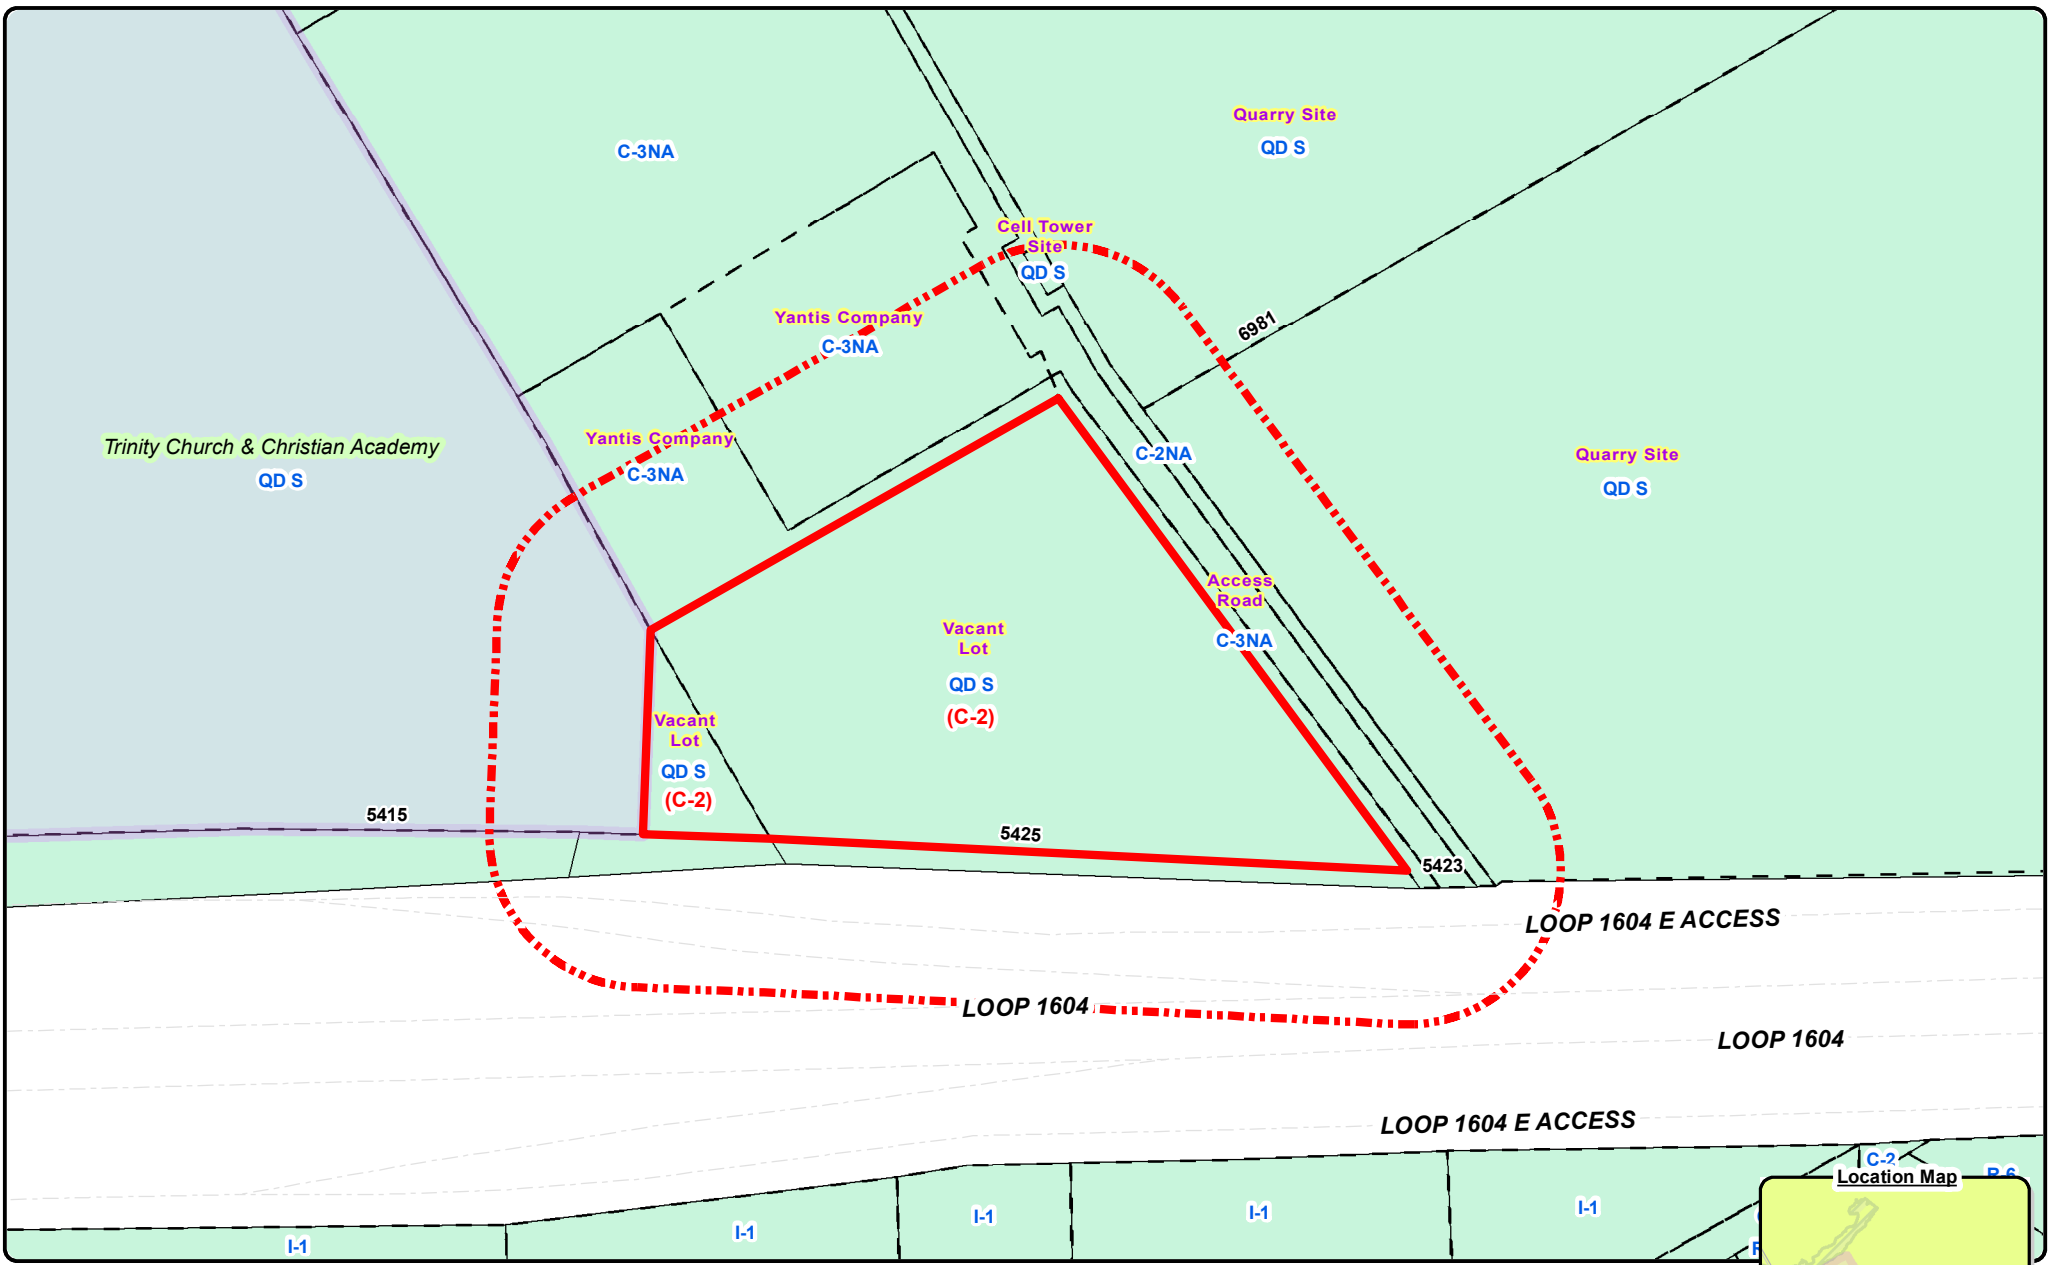 Quarry Site
QD S
C-3NA
Cell Tower
Site
QD S
Yantis Company
C-3NA
6981
Trinity Church & Christian Academy
QD S
Yantis Company
C-3NA
C-2NA
Quarry Site
QD S
Access
Road
C-3NA
Vacant
Lot
QD S
(C-2)
Vacant
Lot
QD S
(C-2)
5415
5425
5423
LOOP 1604 E ACCESS
LOOP 1604
LOOP 1604
LOOP 1604 E ACCESS
C-2
Location Map
I-1
I-1
I-1
I-1
I-1